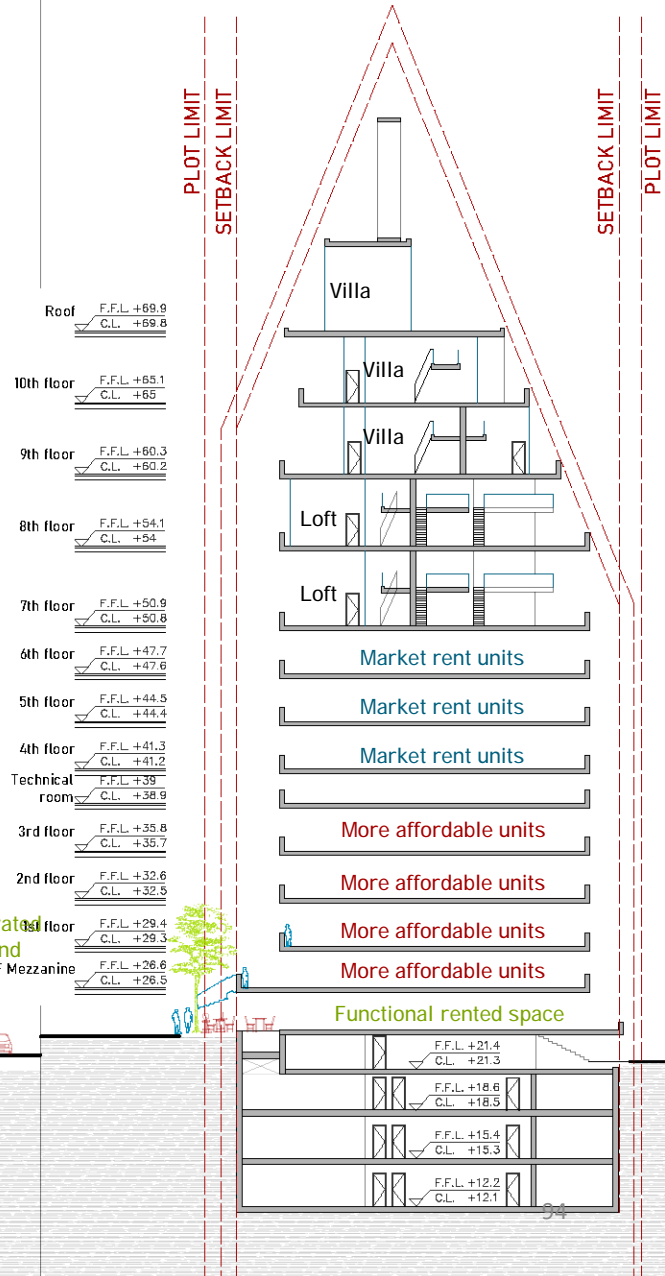 PLOT LIMIT
SETBACK LIMIT
SETBACK LIMIT
PLOT LIMIT
Villa
Roof
F.F.L. +69.9
C.L. +69.8
Villa
10th floor
F.F.L. +65.1
C.L. +65
Villa
9th floor
F.F.L. +60.3
C.L. +60.2
Loft
8th floor
F.F.L. +54.1
C.L. +54
Loft
7th floor
F.F.L. +50.9
C.L. +50.8
6th floor
F.F.L. +47.7
C.L. +47.6
Market rent units
5th floor
F.F.L. +44.5
C.L. +44.4
Market rent units
4th floor
F.F.L. +41.3
C.L. +41.2
Market rent units
Technical
room
F.F.L. +39
C.L. +38.9
3rd floor
F.F.L. +35.8
C.L. +35.7
More affordable units
2nd floor
F.F.L. +32.6
C.L. +32.5
More affordable units
rated
1st floor
F.F.L. +29.4
C.L. +29.3
More affordable units
nd
F Mezzanine
F.F.L. +26.6
C.L. +26.5
More affordable units
Functional rented space
F.F.L. +21.4
C.L. +21.3
F.F.L. +18.6
C.L. +18.5
F.F.L. +15.4
C.L. +15.3
F.F.L. +12.2
C.L. +12.1
94